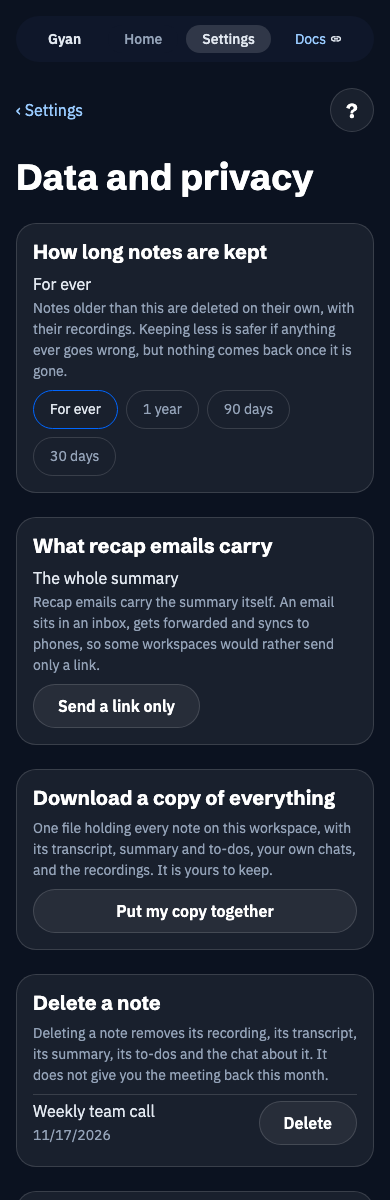 Gyan Home Settings Docs
‹ Settings ?
Data and privacy
How long notes are kept
For ever
Notes older than this are deleted on their own, with
their recordings. Keeping less is safer if anything
ever goes wrong, but nothing comes back once it is
gone.
For ever 1 year 90 days
30 days
What recap emails carry
The whole summary
Recap emails carry the summary itself. An email
sits in an inbox, gets forwarded and syncs to
phones, so some workspaces would rather send
only a link.
Send a link only
Download a copy of everything
One file holding every note on this workspace, with
its transcript, summary and to-dos, your own chats,
and the recordings. It is yours to keep.
Put my copy together
Delete a note
Deleting a note removes its recording, its transcript,
its summary, its to-dos and the chat about it. It
does not give you the meeting back this month.
Weekly team call
11/17/2026
Delete